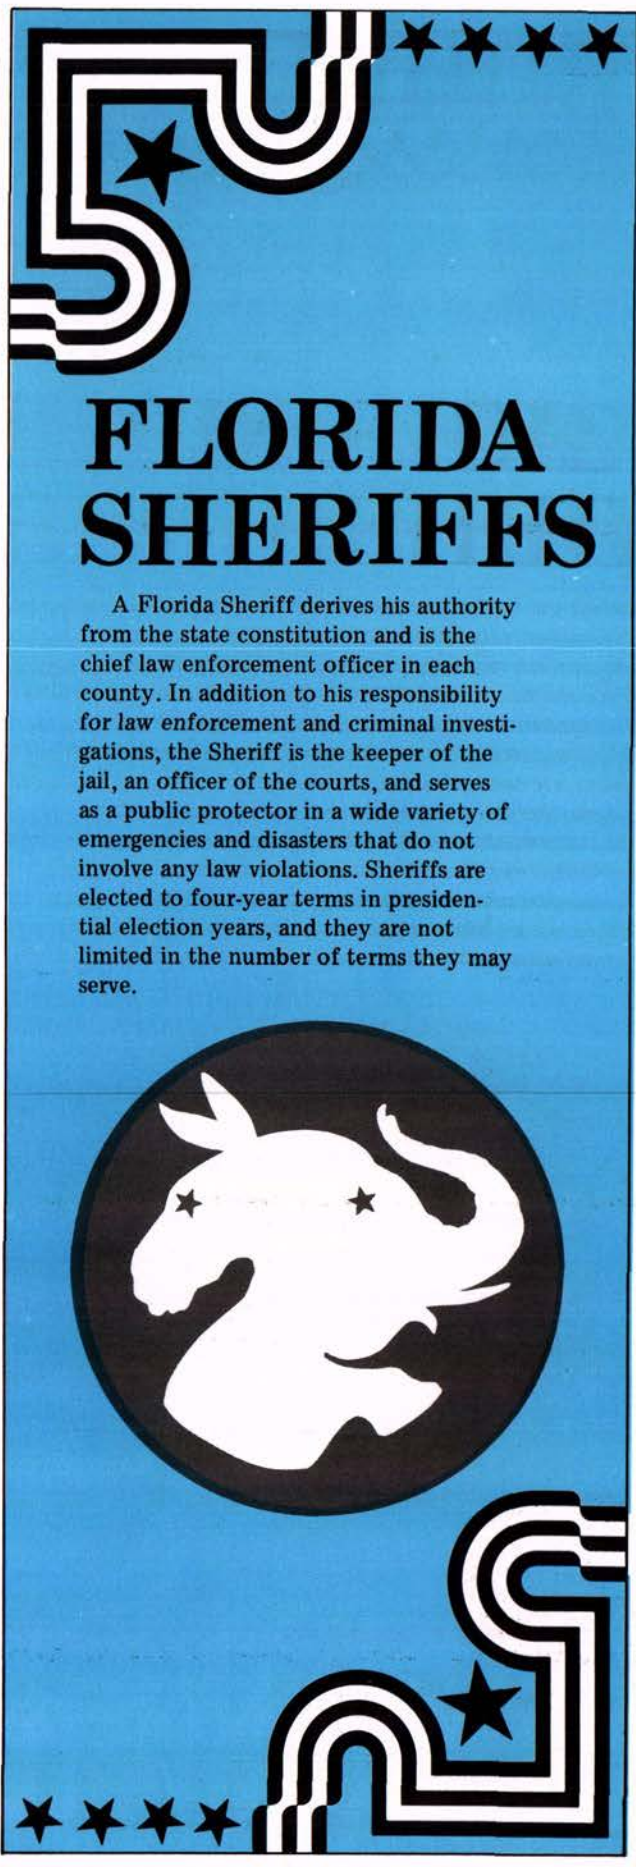 FLORIDA
SHERIFFS
A Florida Sheriff derives his authority
from the state constitution and is the
chief law enforcement officer in each
county. In addition to his responsibility
for law enforcement and criminal investi-
gations, the Sheriff is the keeper of the
jail, an officer of the courts, and serves
as a public protector in a wide variety of
emergencies and disasters that do not
involve any law violations. Sheriffs are
elected to four-year terms in presiden-
tial election years, and they are not
limited in the number of terms they may
serve.